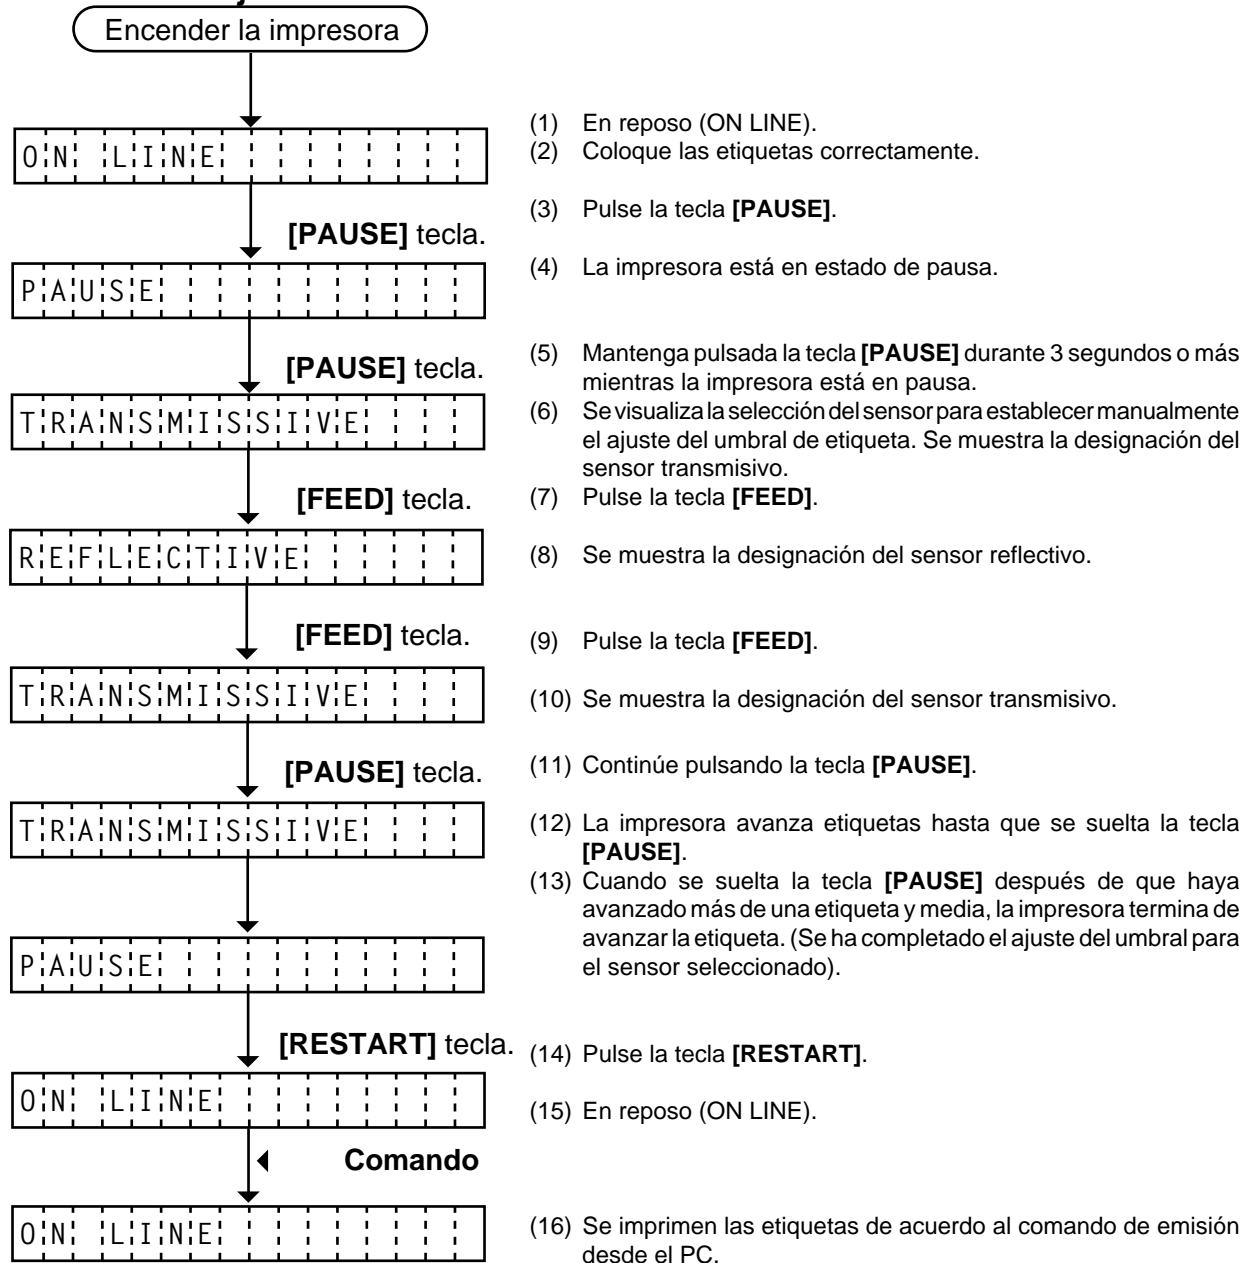 Encender la impresora
ON LINE
(1) En reposo (ON LINE).
(2) Coloque las etiquetas correctamente.
[PAUSE] tecla.
(3) Pulse la tecla [PAUSE].
PAUSE
(4) La impresora está en estado de pausa.
[PAUSE] tecla.
(5) Mantenga pulsada la tecla [PAUSE] durante 3 segundos o más
mientras la impresora está en pausa.
TRANSMISSIVE
(6) Se visualiza la selección del sensor para establecer manualmente
el ajuste del umbral de etiqueta. Se muestra la designación del
sensor transmisivo.
[FEED] tecla.
(7) Pulse la tecla [FEED].
REFLECTIVE
(8) Se muestra la designación del sensor reflectivo.
[FEED] tecla.
(9) Pulse la tecla [FEED].
TRANSMISSIVE
(10) Se muestra la designación del sensor transmisivo.
[PAUSE] tecla.
(11) Continúe pulsando la tecla [PAUSE].
TRANSMISSIVE
(12) La impresora avanza etiquetas hasta que se suelta la tecla
[PAUSE].
(13) Cuando se suelta la tecla [PAUSE] después de que haya
avanzado más de una etiqueta y media, la impresora termina de
avanzar la etiqueta. (Se ha completado el ajuste del umbral para
el sensor seleccionado).
PAUSE
[RESTART] tecla.
(14) Pulse la tecla [RESTART].
ON LINE
(15) En reposo (ON LINE).
Comando
ON LINE
(16) Se imprimen las etiquetas de acuerdo al comando de emisión
desde el PC.